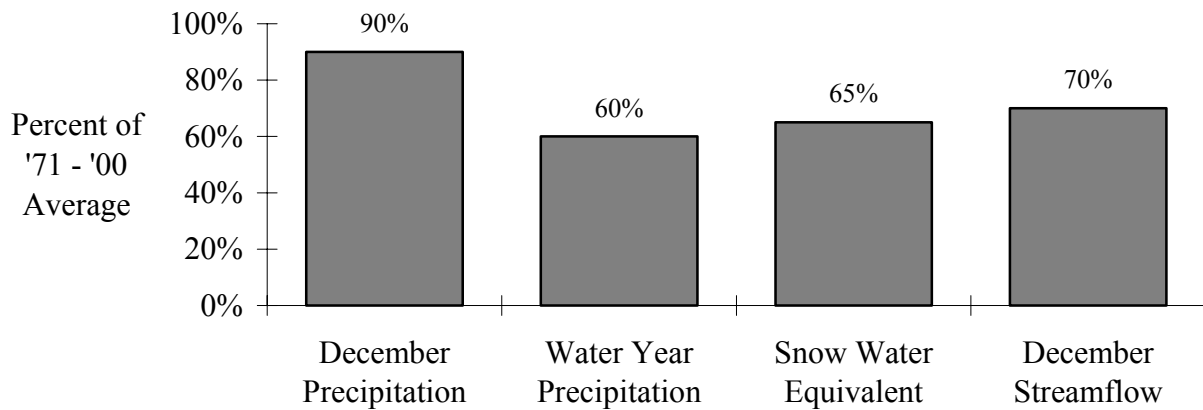 100%
80%
60%
40%
20%
0%
Percent of
'71 - '00
Average
90%
60%
65%
70%
December
Precipitation
Water Year
Precipitation
Snow Water
Equivalent
December
Streamflow